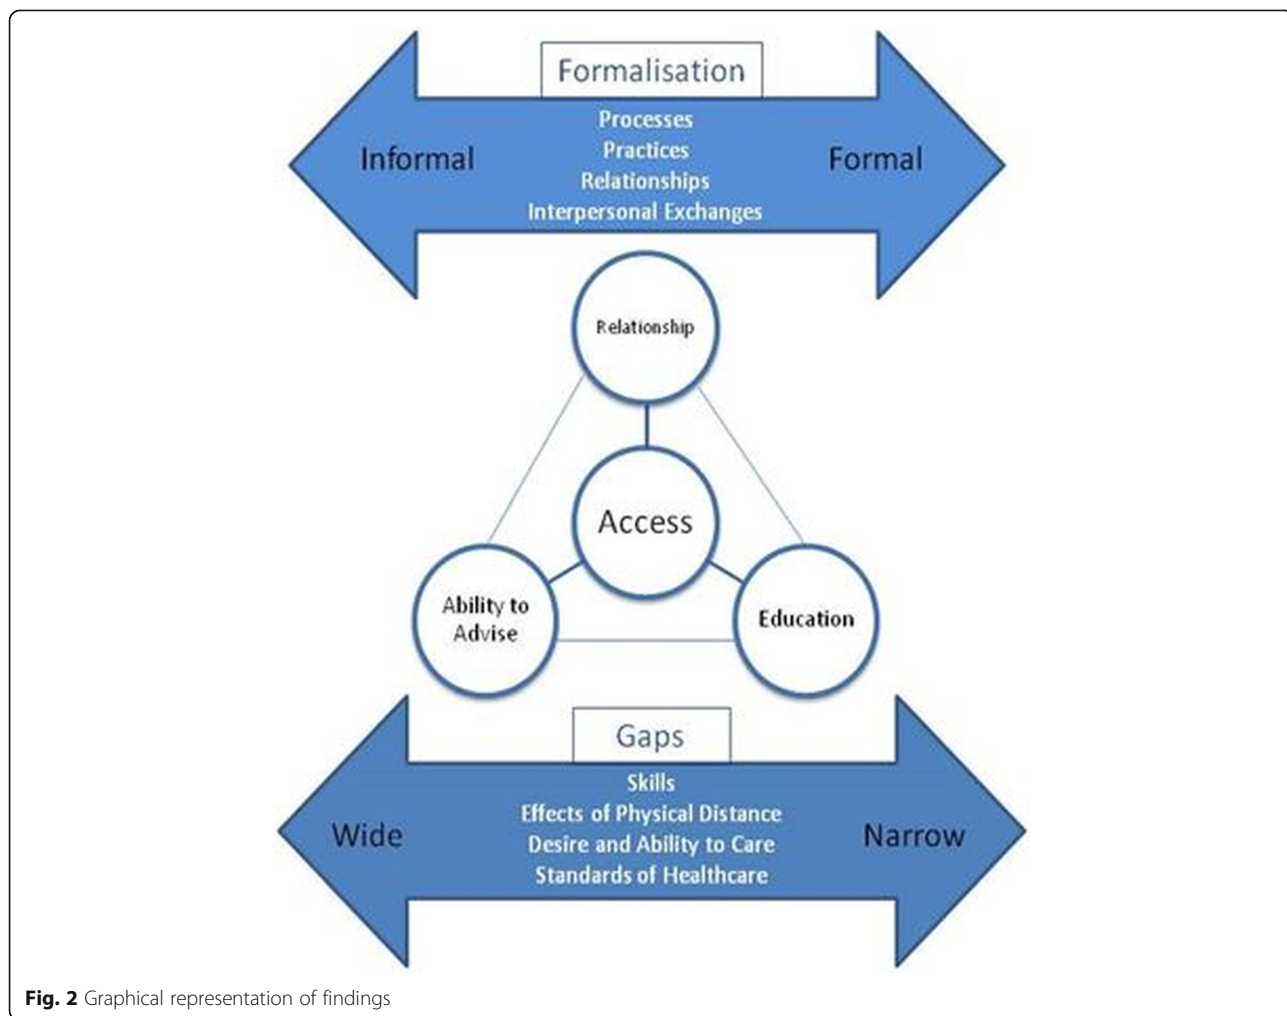 Formalisation
Processes
Practices
Informal
Formal
Relationships
Interpersonal Exchanges
Relationship
Access
Ability to
Advise
Education
Gaps
Skills
Effects of Physical Distance
Wide
Narrow
Desire and Ability to Care
Standards of Healthcare
Fig. 2 Graphical representation of findings